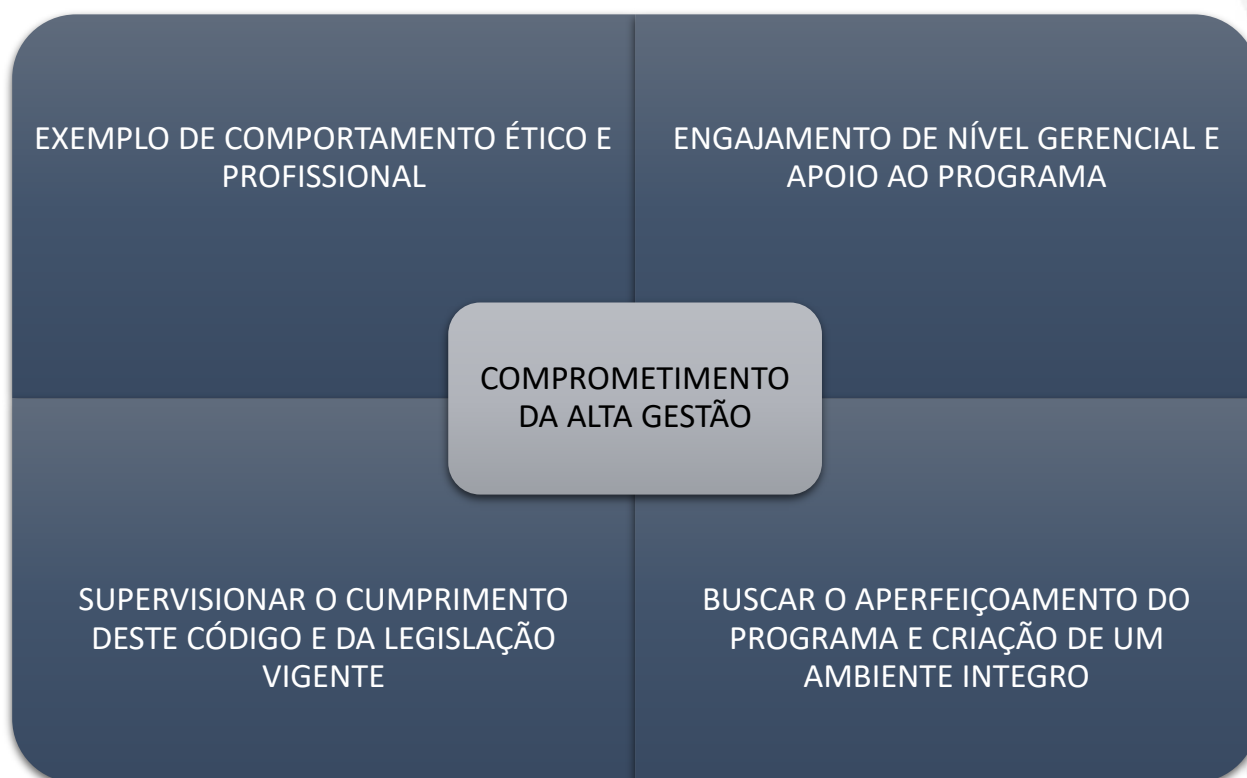 EXEMPLO DE COMPORTAMENTO ÉTICO E
PROFISSIONAL
ENGAJAMENTO DE NÍVEL GERENCIAL E
APOIO AO PROGRAMA
COMPROMETIMENTO
DA ALTA GESTÃO
SUPERVISIONAR O CUMPRIMENTO
DESTE CÓDIGO E DA LEGISLAÇÃO
VIGENTE
BUSCAR O APERFEIÇOAMENTO DO
PROGRAMA E CRIAÇÃO DE UM
AMBIENTE INTEGRO